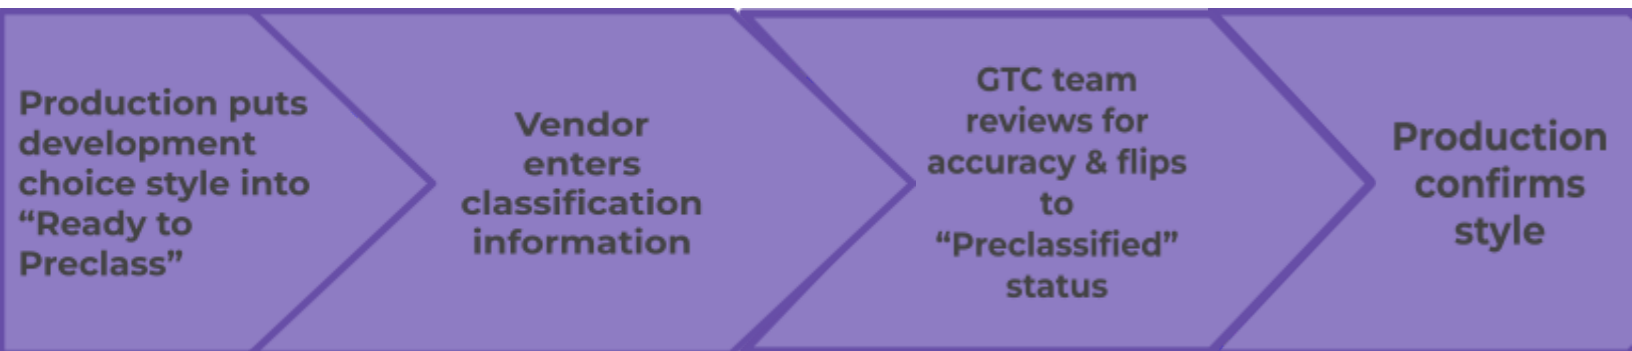 Production puts
development
choice style into
“Ready to
Preclass”
Vendor
enters
classification
information
GTC team
reviews for
accuracy & flips
to
“Preclassified”
status
Production
confirms
style